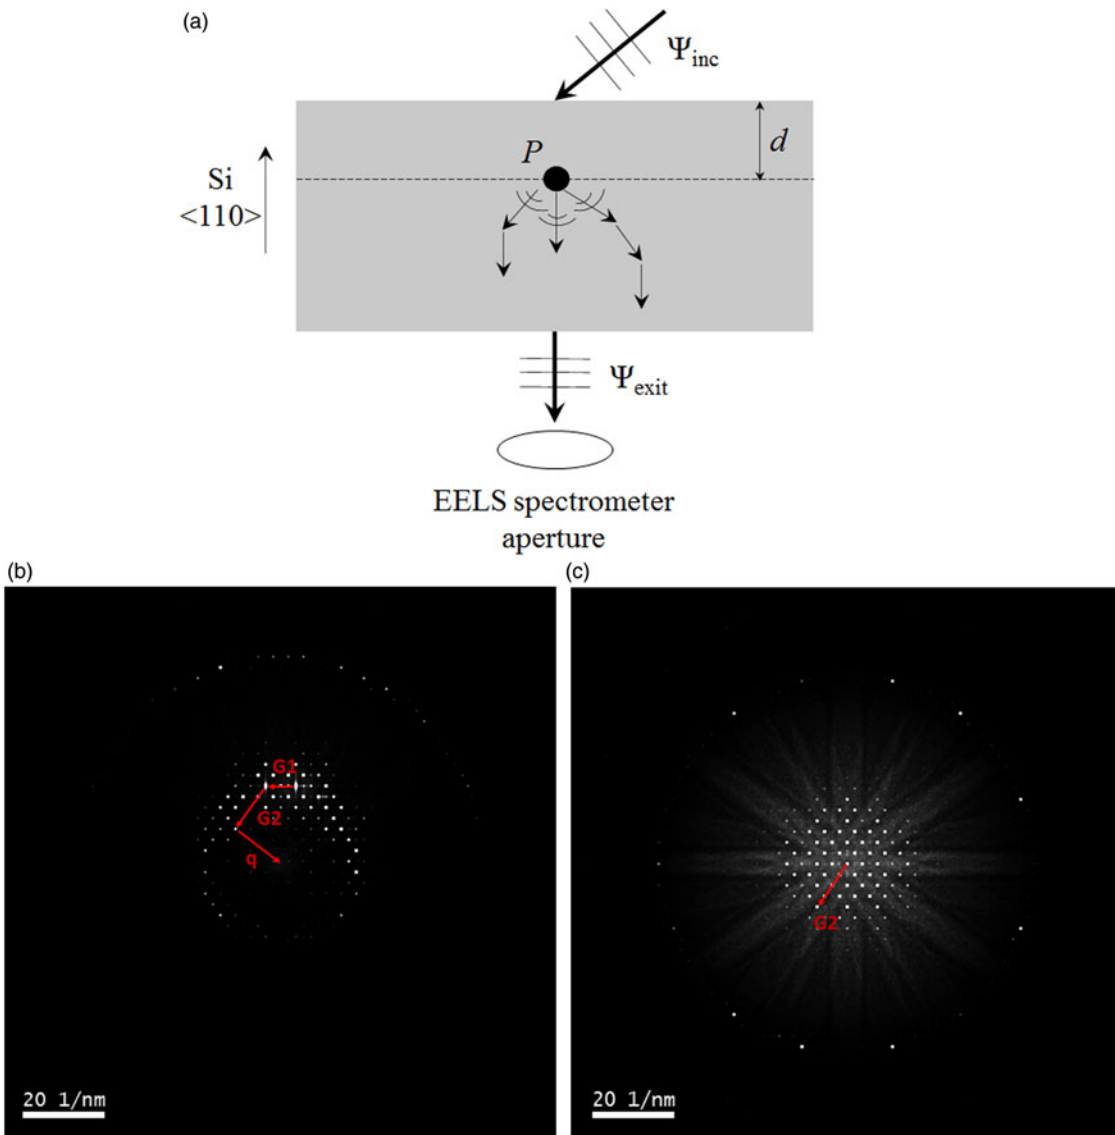 (a)
Ψinc
d
P
Si
<110>
Ψexit
EELS spectrometer
aperture
(b)
(c)
G1
G2
q
G2
20 1/nm
20 1/nm